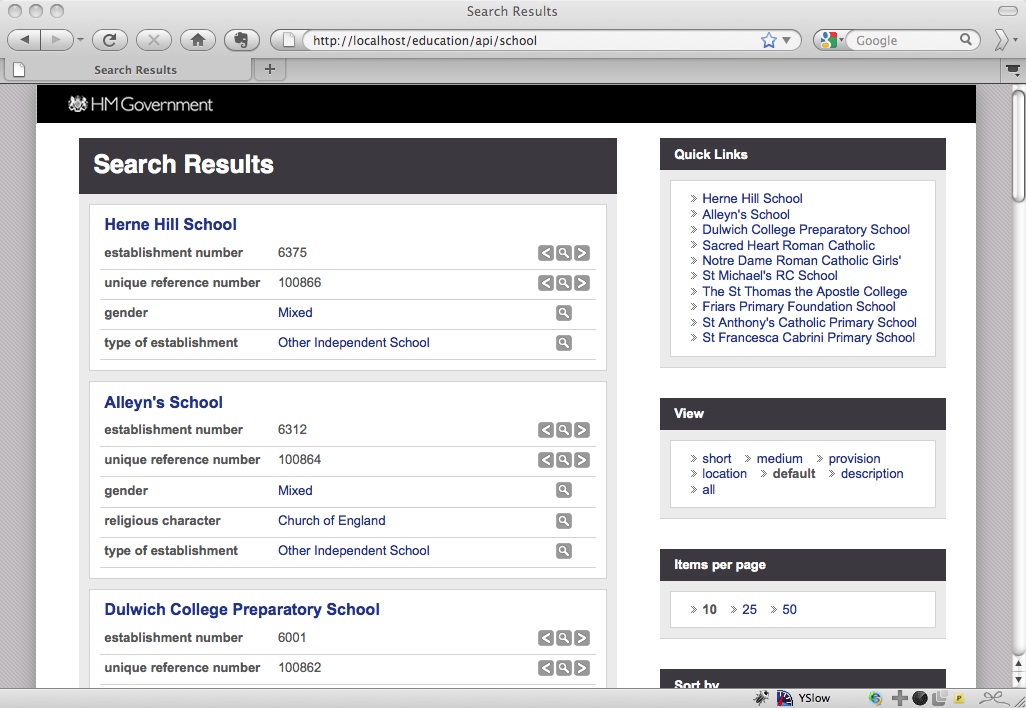 Search Results
http://localhost/education/api/school
Google
Search Results
HM Government
Search Results
Herne Hill School
establishment number 6375
unique reference number 100866
gender Mixed
type of establishment Other Independent School
Alleyn's School
establishment number 6312
unique reference number 100864
gender Mixed
religious character Church of England
type of establishment Other Independent School
Dulwich College Preparatory School
establishment number 6001
unique reference number 100862
Quick Links
» Herne Hill School
» Alleyn's School
» Dulwich College Preparatory School
» Sacred Heart Roman Catholic
» Notre Dame Roman Catholic Girls'
» St Michael's RC School
» The St Thomas the Apostle College
» Friars Primary Foundation School
» St Anthony's Catholic Primary School
» St Francesca Cabrini Primary School
View
» short » medium » provision
» location » default » description
» all
Items per page
» 10 » 25 » 50
Sort by
YSlow